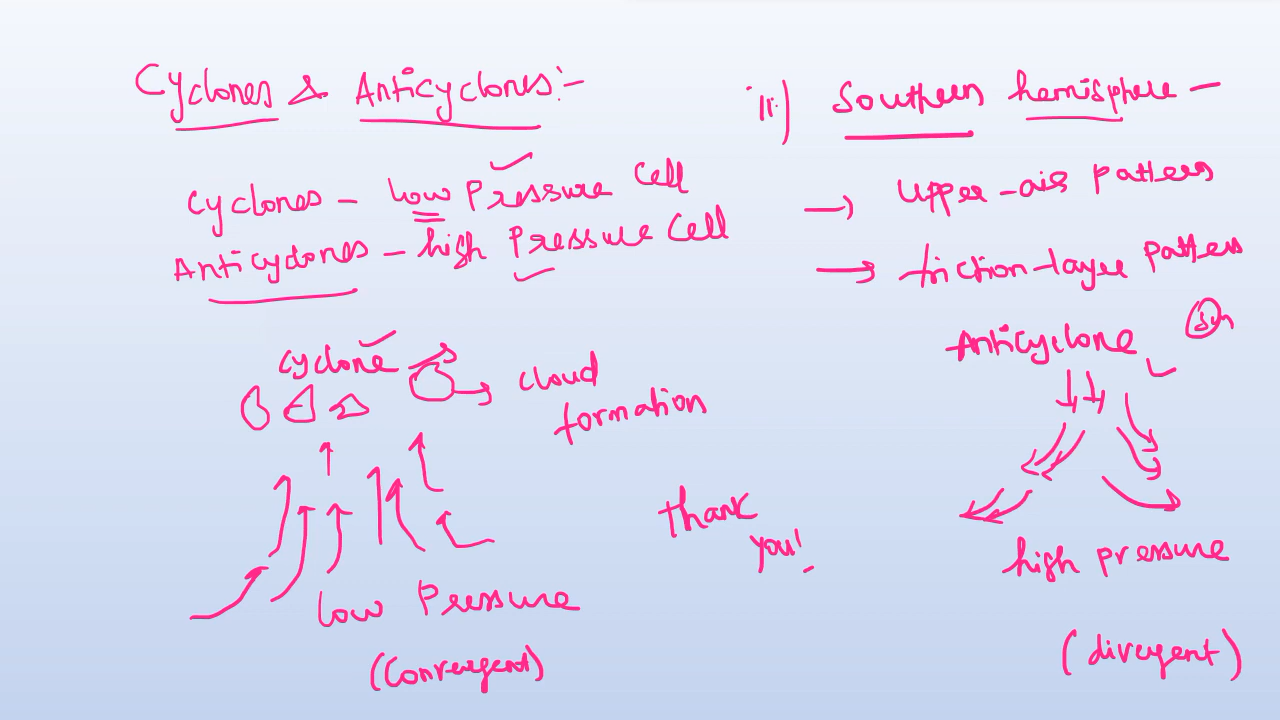 Cyclones & Anticyclones:-
Cyclones - low pressure cell
Anticyclones - high pressure cell
cyclone
cloud
formation
low pressure
(Convergent)
thank
you!
ii) Southern hemisphere -
→ upper-air pattern
→ friction-layer pattern
Anticyclone
high pressure
(divergent)